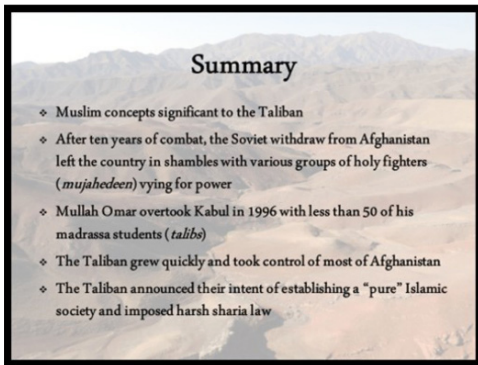 Summary
❖ Muslim concepts significant to the Taliban
❖ After ten years of combat, the Soviet withdraw from Afghanistan
left the country in shambles with various groups of holy fighters
(mujahedeen) vying for power
❖ Mullah Omar overtook Kabul in 1996 with less than 50 of his
madrassa students (talibs)
❖ The Taliban grew quickly and took control of most of Afghanistan
❖ The Taliban announced their intent of establishing a “pure” Islamic
society and imposed harsh sharia law